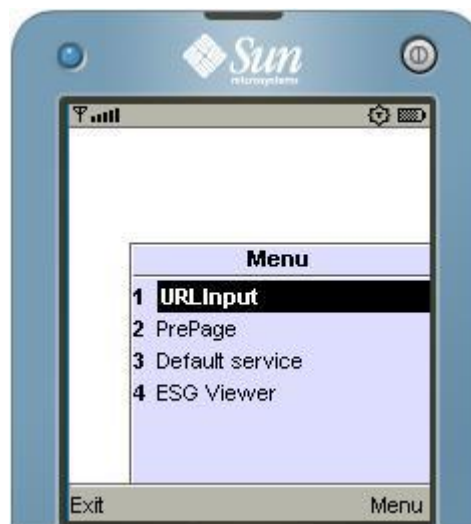 Sun
microsystems
Menu
1 URLInput
2 PrePage
3 Default service
4 ESG Viewer
Exit Menu